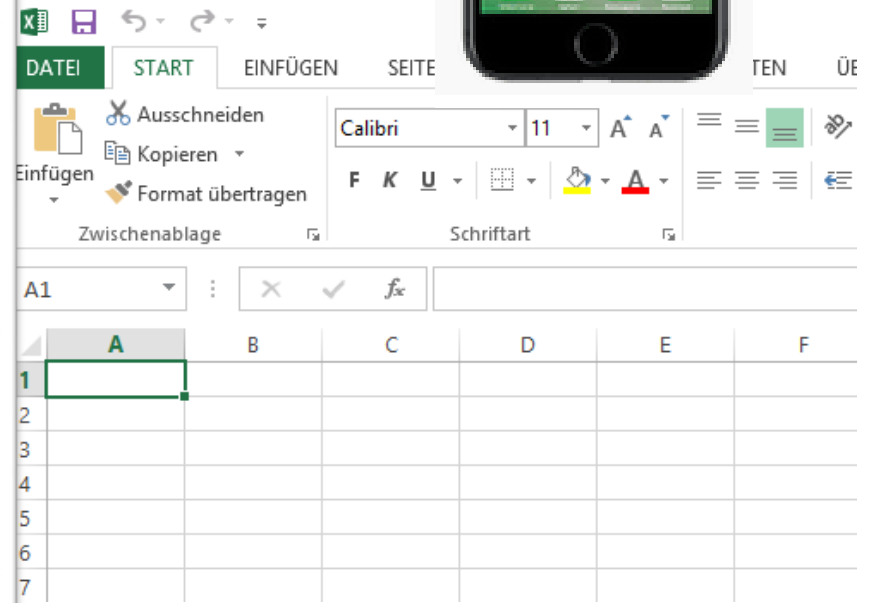 DATEI START EINFÜGEN SEITE TEN ÜE
Ausschneiden
Kopieren
Einfügen
Format übertragen
Zwischenablage
Calibri 11 A A
F K U A
Schriftart
A1 fx
A B C D E F
1
2
3
4
5
6
7